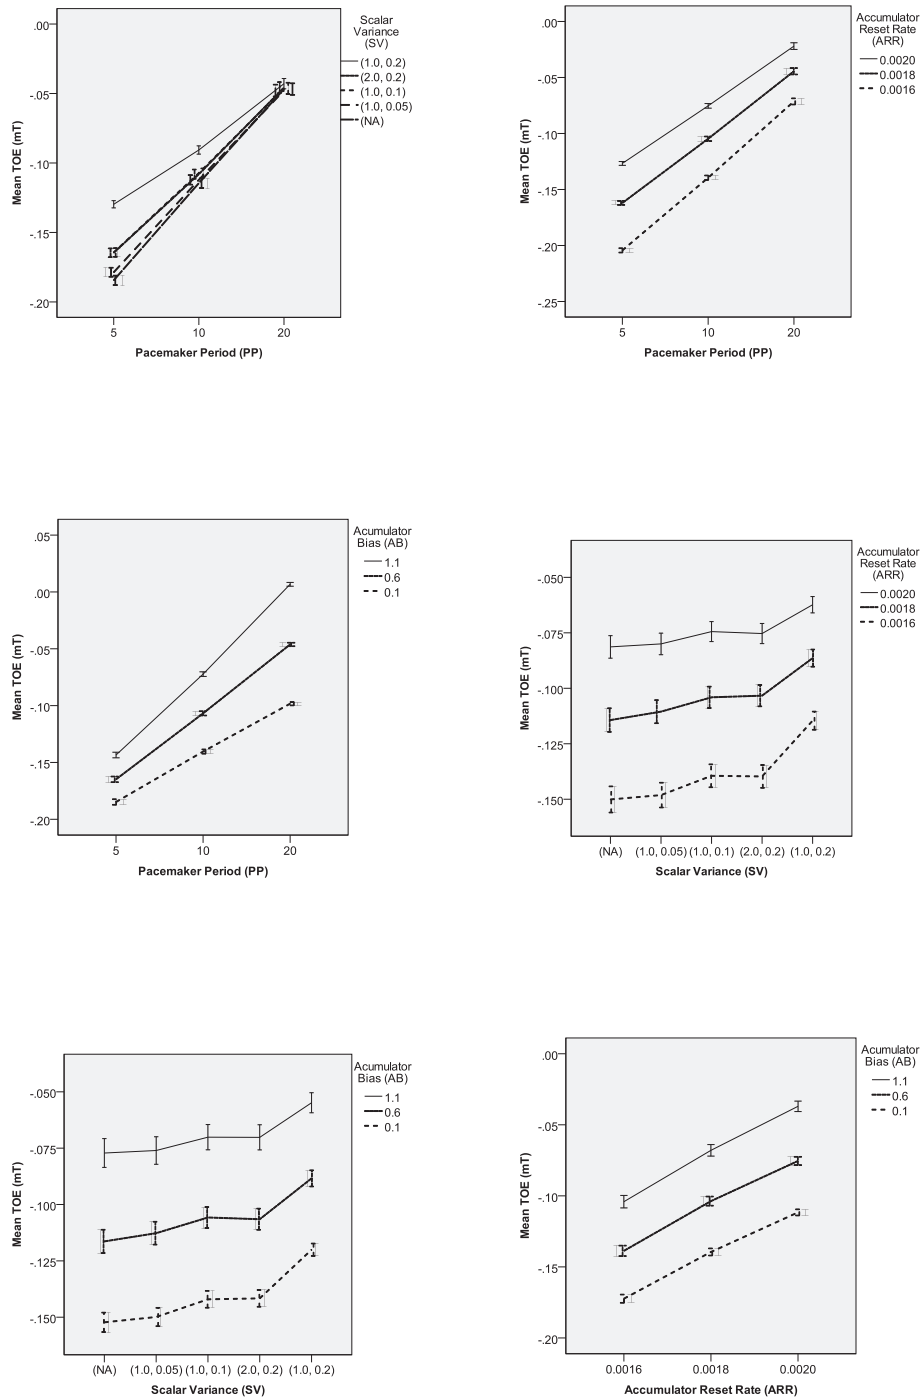 Scalar
Variance
(SV)
(1.0, 0.2)
(2.0, 0.2)
(1.0, 0.1)
(1.0, 0.05)
(NA)
.00
-.05
-.10
-.15
-.20
Mean TOE (mT)
5
10
20
Pacemaker Period (PP)
Accumulator
Reset Rate
(ARR)
0.0020
0.0018
0.0016
.00
-.05
-.10
-.15
-.20
-.25
Mean TOE (mT)
5
10
20
Pacemaker Period (PP)
Acumulator
Bias (AB)
1.1
0.6
0.1
.05
.00
-.05
-.10
-.15
-.20
Mean TOE (mT)
5
10
20
Pacemaker Period (PP)
Accumulator
Reset Rate
(ARR)
0.0020
0.0018
0.0016
-.050
-.075
-.100
-.125
-.150
Mean TOE (mT)
(NA)
(1.0, 0.05)
(1.0, 0.1)
(2.0, 0.2)
(1.0, 0.2)
Scalar Variance (SV)
Acumulator
Bias (AB)
1.1
0.6
0.1
-.050
-.075
-.100
-.125
-.150
Mean TOE (mT)
(NA)
(1.0, 0.05)
(1.0, 0.1)
(2.0, 0.2)
(1.0, 0.2)
Scalar Variance (SV)
Acumulator
Bias (AB)
1.1
0.6
0.1
.00
-.05
-.10
-.15
-.20
Mean TOE (mT)
0.0016
0.0018
0.0020
Accumulator Reset Rate (ARR)